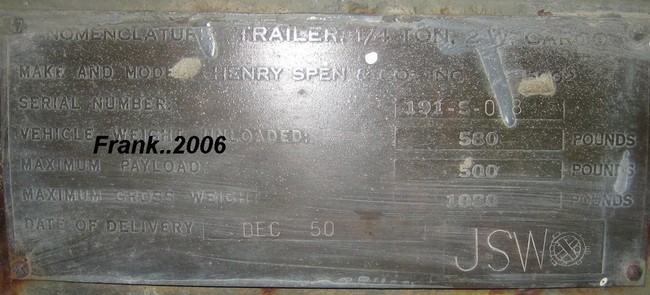 NOMENCLATURE TRAILER, 1/4 TON, 2 W. CARGO
MAKE AND MODEL HENRY SPEN & CO. INC.
SERIAL NUMBER: 191-S-
VEHICLE WEIGHT UNLOADED: 580 POUNDS
Frank..2006
MAXIMUM PAYLOAD: 500 POUNDS
MAXIMUM GROSS WEIGHT 1080 POUNDS
DATE OF DELIVERY DEC 50
JSW